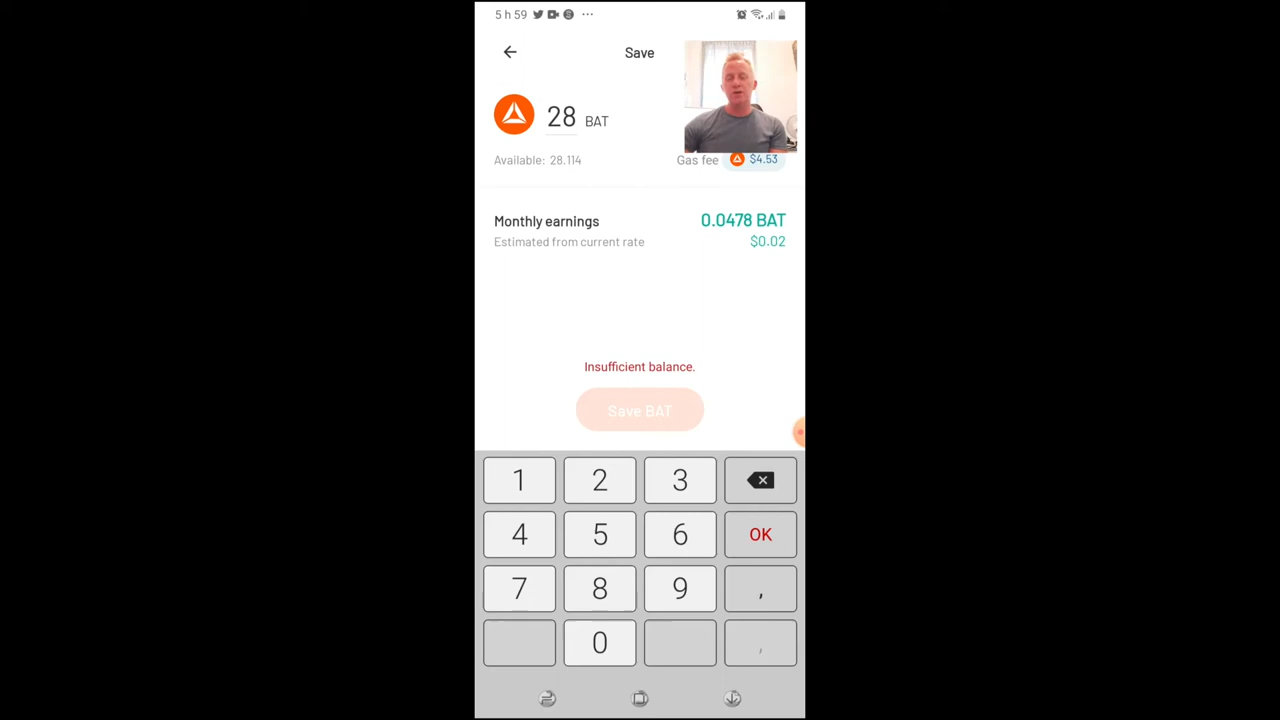 5 h 59
Save
28 BAT
Available: 28.114
Gas fee $4.53
Monthly earnings 0.0478 BAT
Estimated from current rate $0.02
Insufficient balance.
Save BAT
1 2 3
4 5 6 OK
7 8 9 ,
0 ,